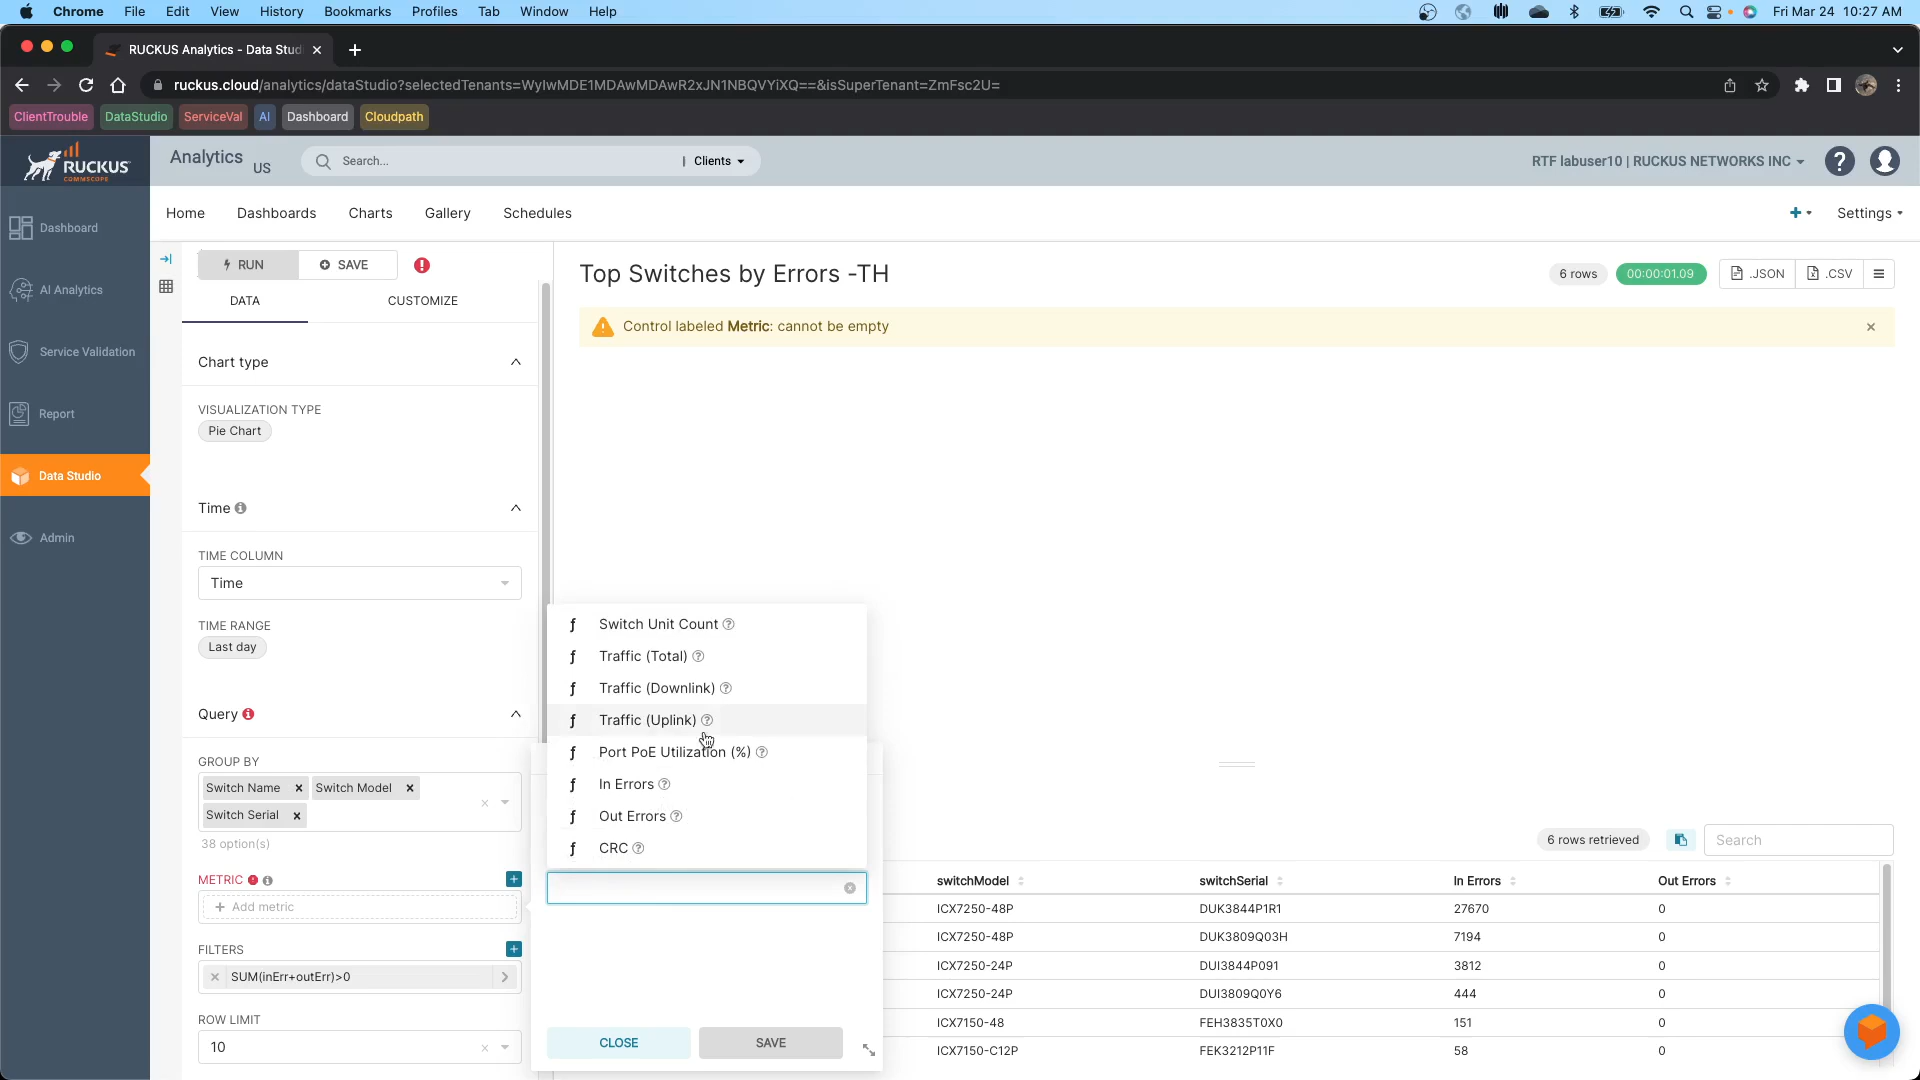 Chrome File Edit View History Bookmarks Profiles Tab Window Help Fri Mar 24 10:27 AM
RUCKUS Analytics - Data Studi
ruckus.cloud/analytics/dataStudio?selectedTenants=WyIwMDE1MDAwMDAwR2xJN1NBQVYiXQ==&isSuperTenant=ZmFsc2U=
ClientTrouble DataStudio ServiceVal AI Dashboard Cloudpath
RUCKUS
COMMSCOPE
Analytics US Search... Clients RTF labuser10 | RUCKUS NETWORKS INC ?
Home Dashboards Charts Gallery Schedules + Settings
Dashboard
AI Analytics
Service Validation
Report
Data Studio
Admin
RUN SAVE
DATA CUSTOMIZE
Chart type
VISUALIZATION TYPE
Pie Chart
Time
TIME COLUMN
Time
TIME RANGE
Last day
Query
GROUP BY
Switch Name × Switch Model ×
Switch Serial ×
38 option(s)
METRIC
+ Add metric
FILTERS
× SUM(inErr+outErr)>0
ROW LIMIT
10
Top Switches by Errors -TH 6 rows 00:00:01.09 .JSON .CSV
Control labeled Metric: cannot be empty
ƒ Switch Unit Count
ƒ Traffic (Total)
ƒ Traffic (Downlink)
ƒ Traffic (Uplink)
ƒ Port PoE Utilization (%)
ƒ In Errors
ƒ Out Errors
ƒ CRC
CLOSE SAVE
6 rows retrieved Search
switchModel switchSerial In Errors Out Errors
ICX7250-48P DUK3844P1R1 27670 0
ICX7250-48P DUK3809Q03H 7194 0
ICX7250-24P DUI3844P091 3812 0
ICX7250-24P DUI3809Q0Y6 444 0
ICX7150-48 FEH3835T0X0 151 0
ICX7150-C12P FEK3212P11F 58 0